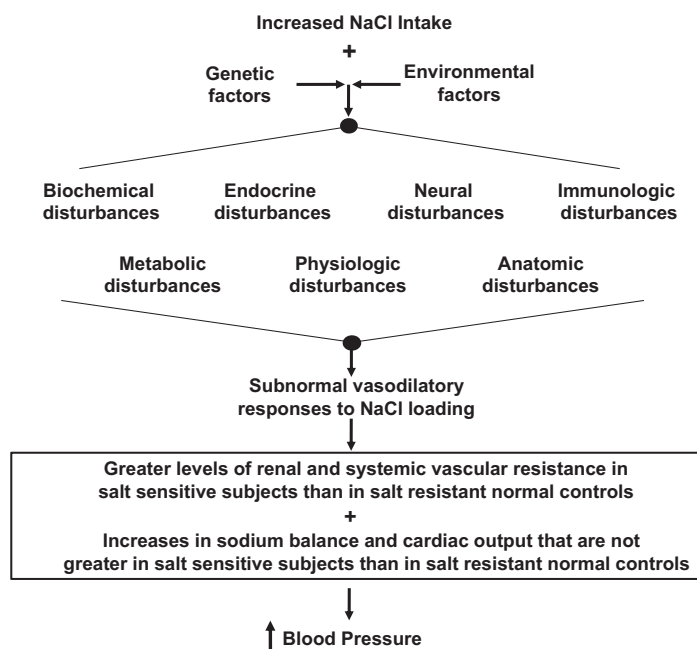 Increased NaCl Intake
+
Genetic factors
Environmental factors
Biochemical disturbances
Endocrine disturbances
Neural disturbances
Immunologic disturbances
Metabolic disturbances
Physiologic disturbances
Anatomic disturbances
Subnormal vasodilatory
responses to NaCl loading
Greater levels of renal and systemic vascular resistance in
salt sensitive subjects than in salt resistant normal controls
+
Increases in sodium balance and cardiac output that are not
greater in salt sensitive subjects than in salt resistant normal controls
Blood Pressure